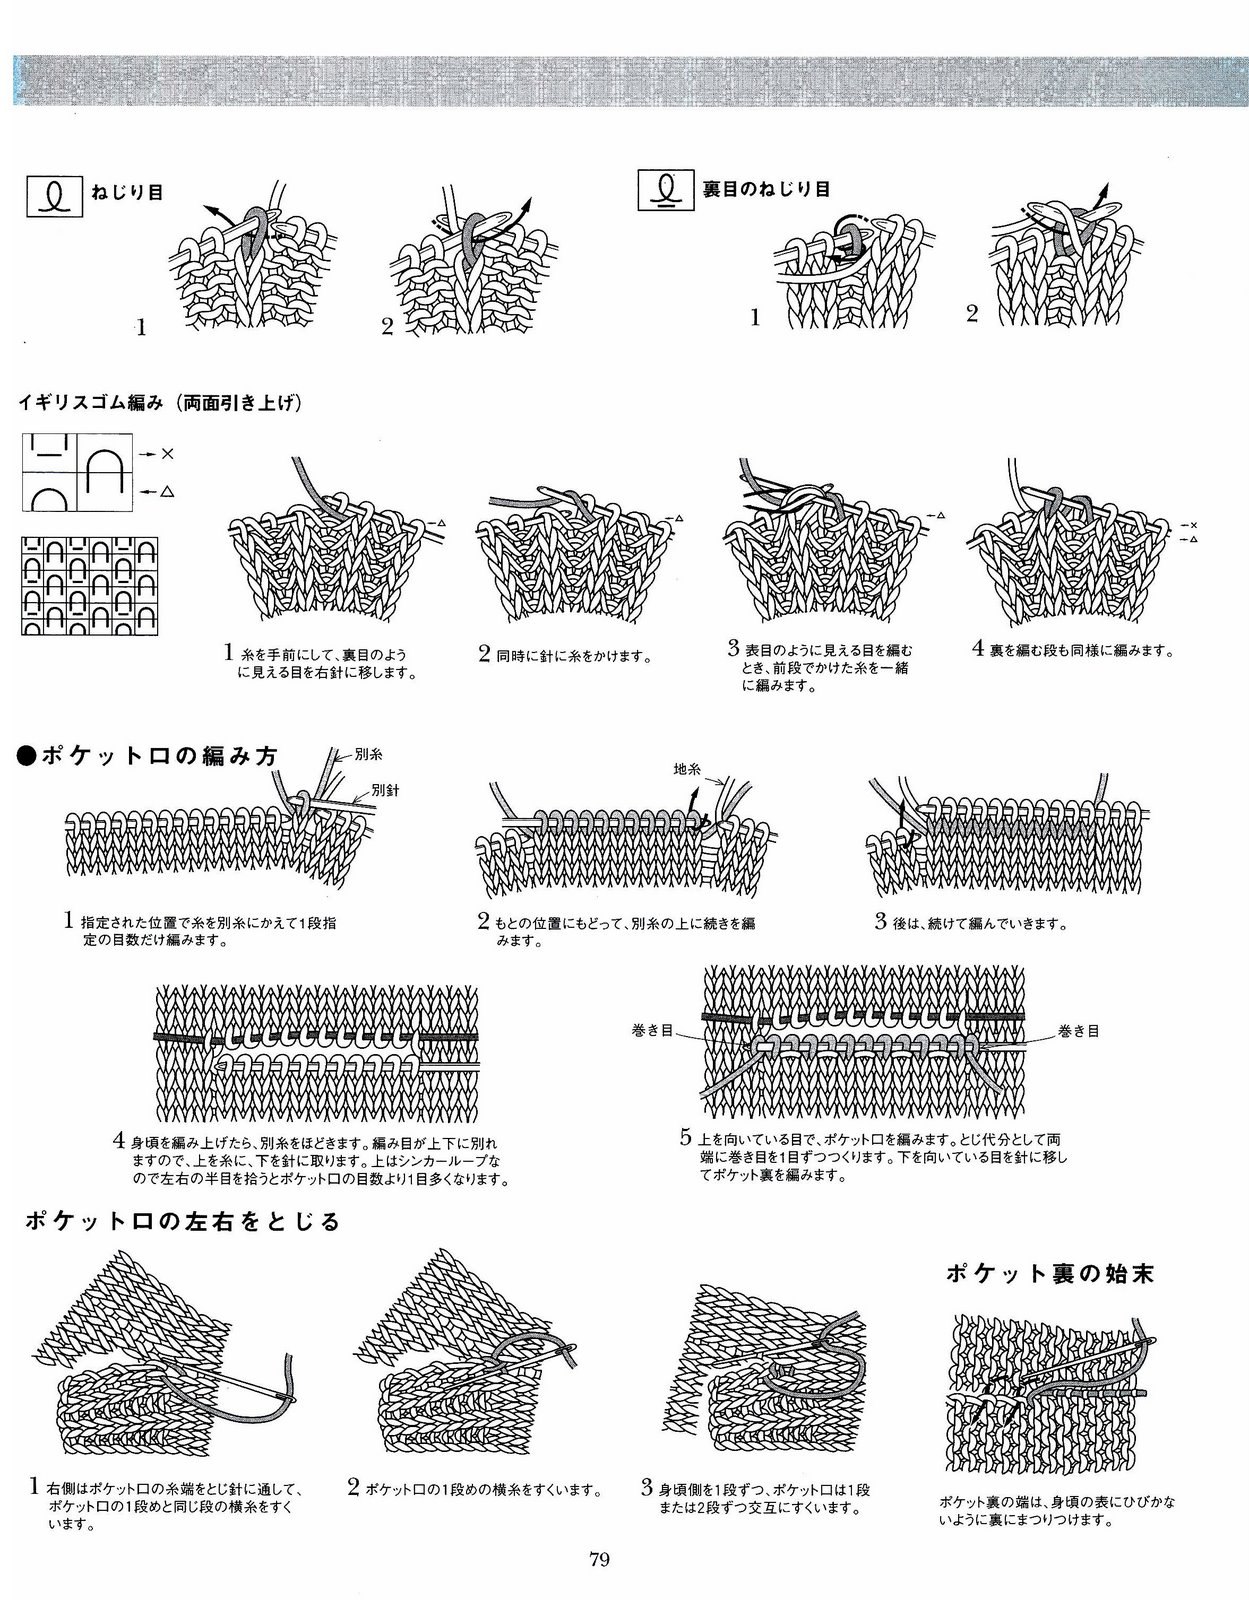 ねじり目
1
2
裏目のねじり目
1
2
イギリスゴム編み（両面引き上げ）
→×
←△
←△
←△
←△
→×
→△
1 糸を手前にして、裏目のよう
に見える目を右針に移します。
2 同時に針に糸をかけます。
3 表目のように見える目を編む
とき、前段でかけた糸を一緒
に編みます。
4 裏を編む段も同様に編みます。
●ポケット口の編み方
別糸
別針
地糸
1 指定された位置で糸を別糸にかえて1段指
定の目数だけ編みます。
2 もとの位置にもどって、別糸の上に続きを編
みます。
3 後は、続けて編んでいきます。
巻き目
巻き目
4 身頃を編み上げたら、別糸をほどきます。編み目が上下に別れ
ますので、上を糸に、下を針に取ります。上はシンカーループな
ので左右の半目を拾うとポケット口の目数より1目多くなります。
5 上を向いている目で、ポケット口を編みます。とじ代分として両
端に巻き目を1目ずつつくります。下を向いている目を針に移し
てポケット裏を編みます。
ポケット口の左右をとじる
1 右側はポケット口の糸端をとじ針に通して、
ポケット口の1段めと同じ段の横糸をすく
います。
2 ポケット口の1段めの横糸をすくいます。
3 身頃側を1段ずつ、ポケット口は1段
または2段ずつ交互にすくいます。
ポケット裏の始末
ポケット裏の端は、身頃の表にひびかな
いように裏にまつりつけます。
79